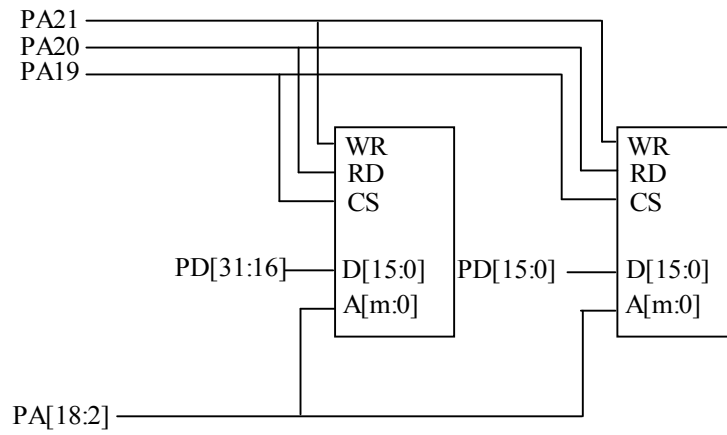 PA21
PA20
PA19
WR
RD
CS
WR
RD
CS
PD[31:16]
D[15:0]
PD[15:0]
D[15:0]
A[m:0]
A[m:0]
PA[18:2]